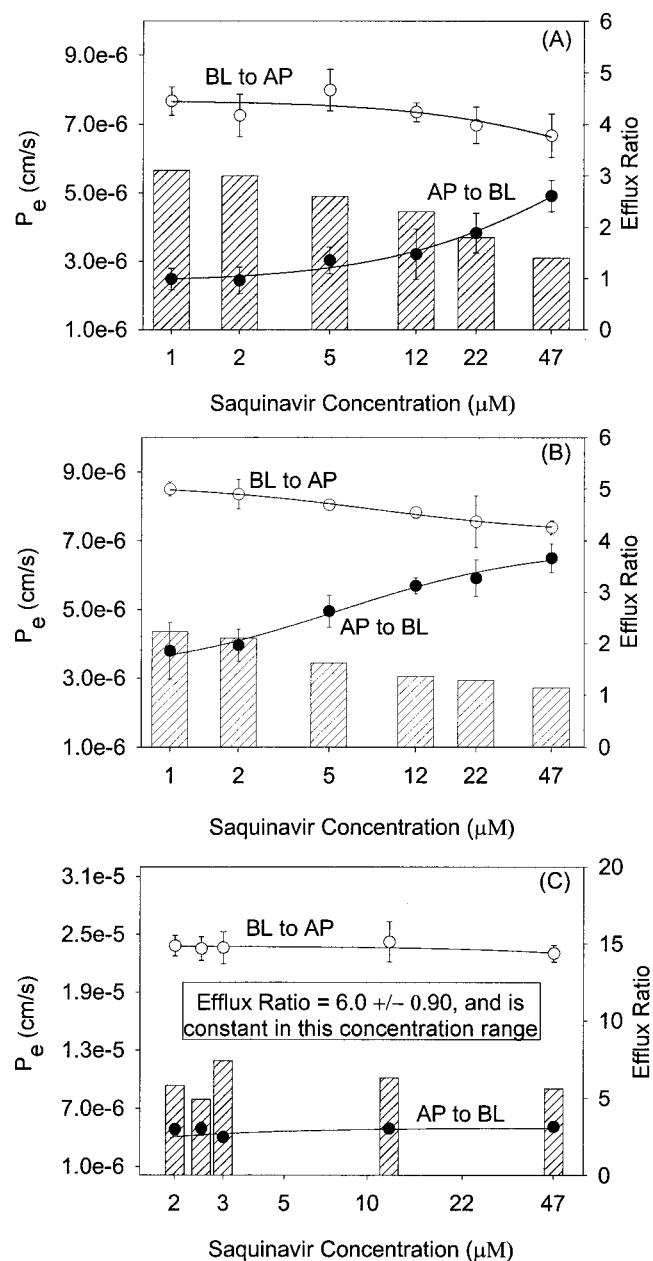 (A)
9.0e-6
7.0e-6
5.0e-6
3.0e-6
1.0e-6
Pe (cm/s)
BL to AP
AP to BL
6
5
4
3
2
1
0
Efflux Ratio
1 2 5 12 22 47
Saquinavir Concentration (μM)
(B)
9.0e-6
7.0e-6
5.0e-6
3.0e-6
1.0e-6
Pe (cm/s)
BL to AP
AP to BL
6
5
4
3
2
1
0
Efflux Ratio
1 2 5 12 22 47
Saquinavir Concentration (μM)
(C)
3.1e-5
2.5e-5
1.9e-5
1.3e-5
7.0e-6
1.0e-6
Pe (cm/s)
BL to AP
Efflux Ratio = 6.0 +/− 0.90, and is
constant in this concentration range
AP to BL
20
15
10
5
0
Efflux Ratio
2 3 5 10 22 47
Saquinavir Concentration (μM)